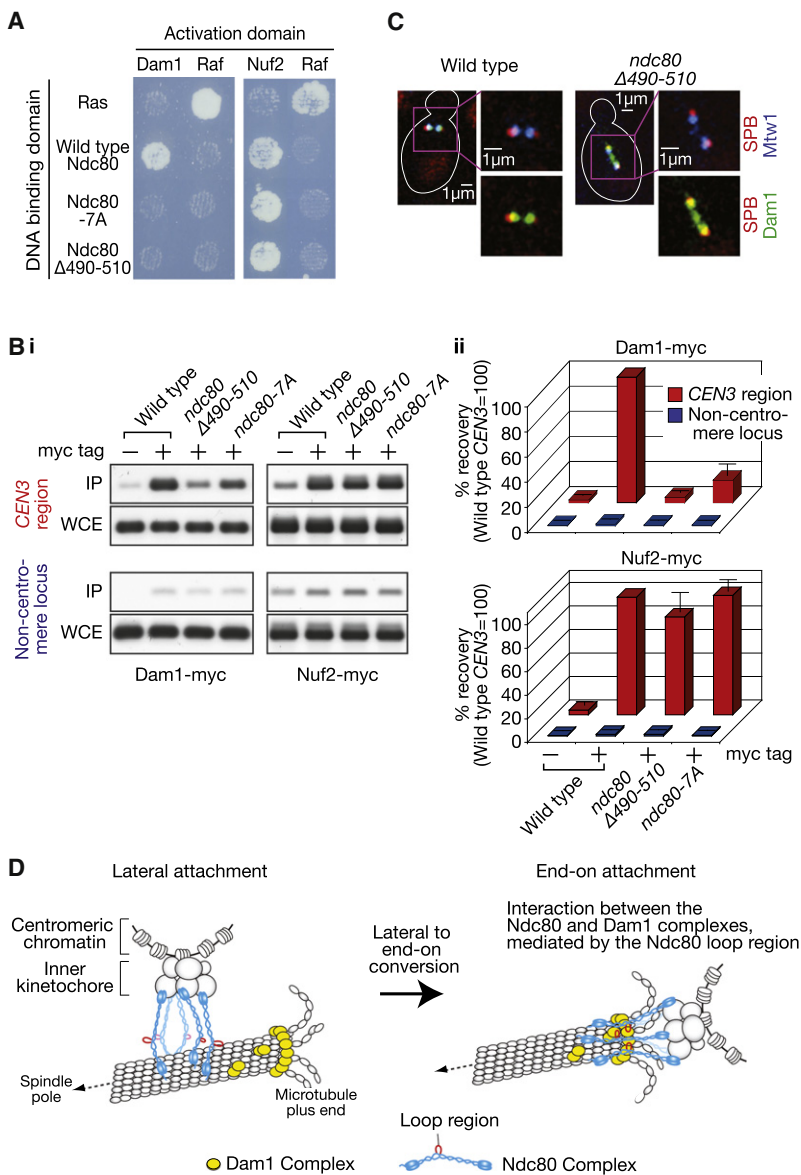 A
Activation domain
Dam1 Raf Nuf2 Raf
DNA binding domain
Ras
Wild type
Ndc80
Ndc80
-7A
Ndc80
Δ490-510
C
Wild type
ndc80
Δ490-510
1μm
1μm
1μm
1μm
SPB
Mtw1
SPB
Dam1
B i
Wild type
ndc80
Δ490-510
ndc80-7A
Wild type
ndc80
Δ490-510
ndc80-7A
myc tag − + + + − + + +
CEN3
region
IP
WCE
Non-centro-
mere locus
IP
WCE
Dam1-myc
Nuf2-myc
ii
Dam1-myc
% recovery
(Wild type CEN3=100)
100
80
60
40
20
0
CEN3 region
Non-centro-
mere locus
Nuf2-myc
% recovery
(Wild type CEN3=100)
100
80
60
40
20
0
− + + + myc tag
Wild type
ndc80
Δ490-510
ndc80-7A
D
Lateral attachment
End-on attachment
Centromeric
chromatin
Inner
kinetochore
Lateral to
end-on
conversion
Interaction between the
Ndc80 and Dam1 complexes,
mediated by the Ndc80 loop region
Spindle
pole
Microtubule
plus end
Loop region
Dam1 Complex
Ndc80 Complex